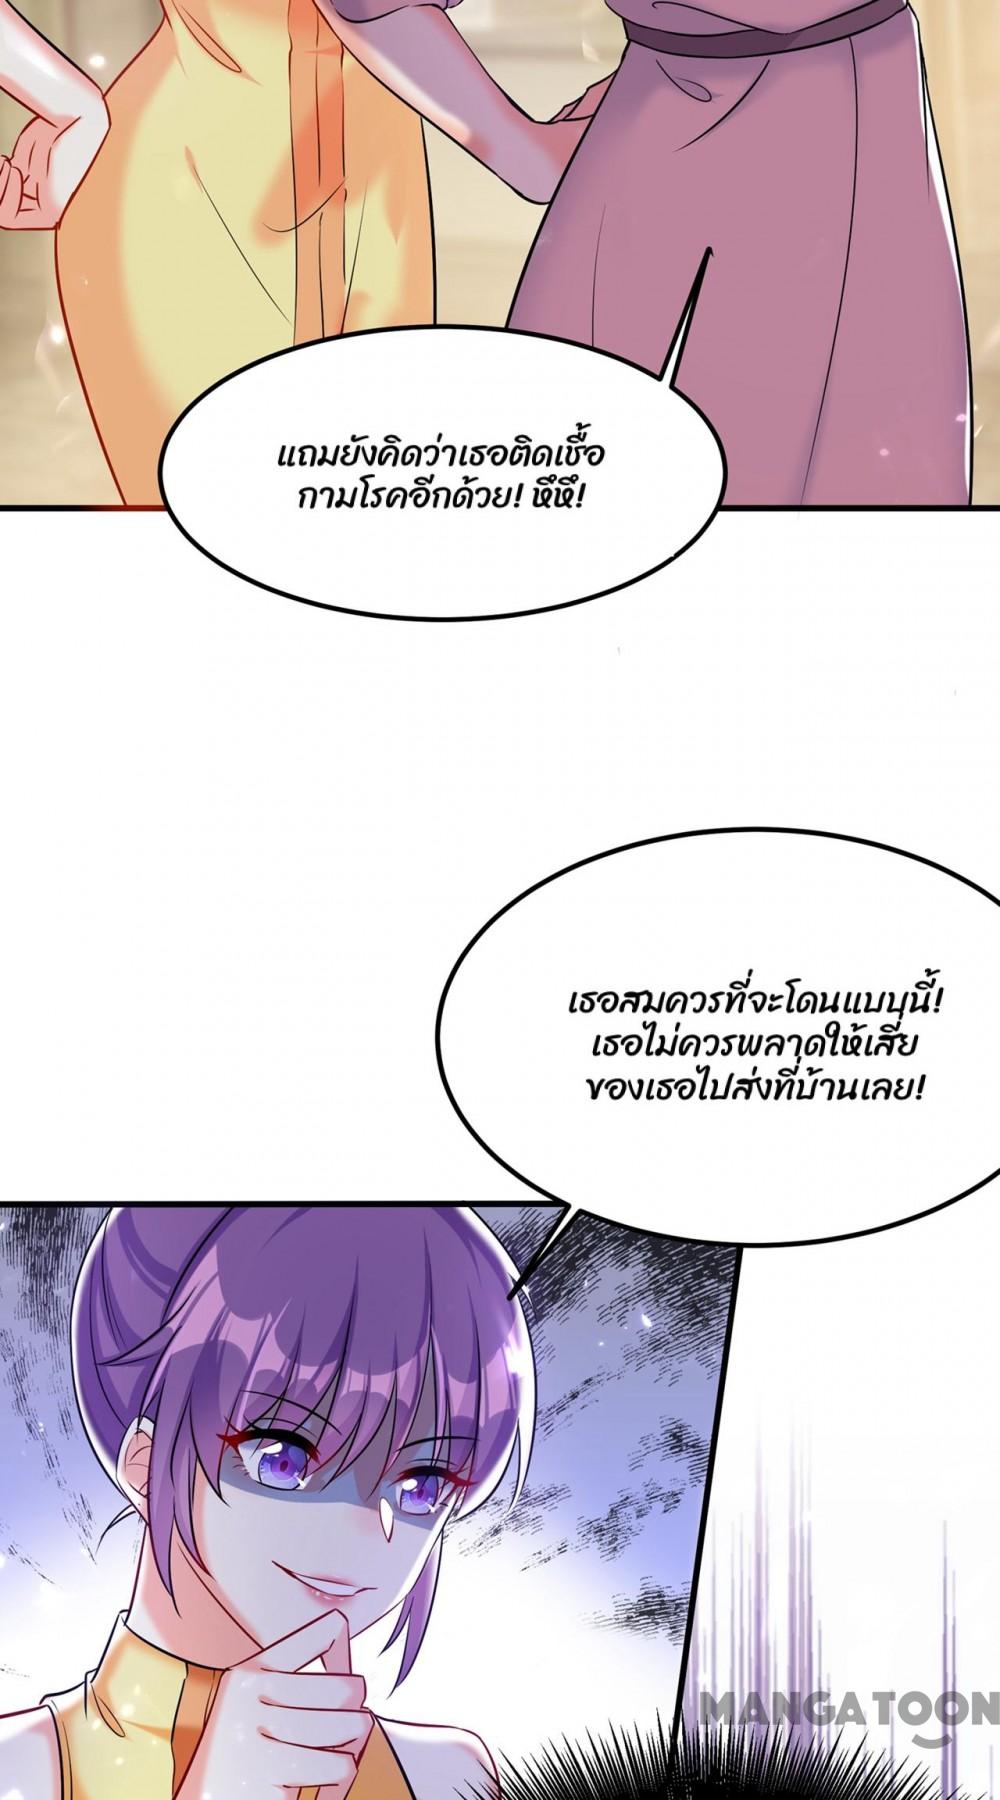 แถมยังคิดว่าเธอติดเชื้อ
กามโรคอีกด้วย! หึหึ!
เธอสมควรที่จะโดนแบบนี้!
เธอไม่ควรพลาดให้เสี่ย
ของเธอไปส่งที่บ้านเลย!
MANGATOON